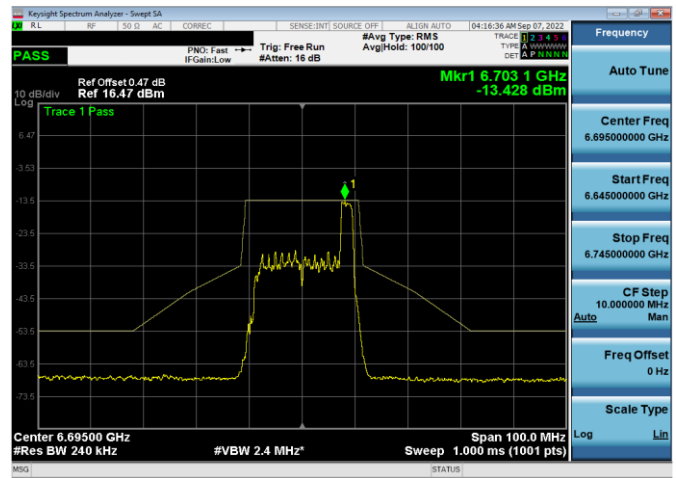 Keysight Spectrum Analyzer - Swept SA
RL RF 50 Ω AC CORREC SENSE:INT SOURCE OFF ALIGN AUTO 04:16:36 AM Sep 07, 2022
PASS
PNO: Fast
IFGain:Low
Trig: Free Run
#Atten: 16 dB
#Avg Type: RMS
Avg|Hold: 100/100
TRACE 1 2 3 4 5 6
TYPE A WWWWW
DET A P N N N N
Ref Offset 0.47 dB
Ref 16.47 dBm
10 dB/div
Log
Mkr1 6.703 1 GHz
-13.428 dBm
Trace 1 Pass
1
6.47
-3.53
-13.5
-23.5
-33.5
-43.5
-53.5
-63.5
-73.5
Center 6.69500 GHz
#Res BW 240 kHz
#VBW 2.4 MHz*
Span 100.0 MHz
Sweep 1.000 ms (1001 pts)
MSG
STATUS
Frequency
Auto Tune
Center Freq
6.695000000 GHz
Start Freq
6.645000000 GHz
Stop Freq
6.745000000 GHz
CF Step
10.000000 MHz
Auto Man
Freq Offset
0 Hz
Scale Type
Log Lin